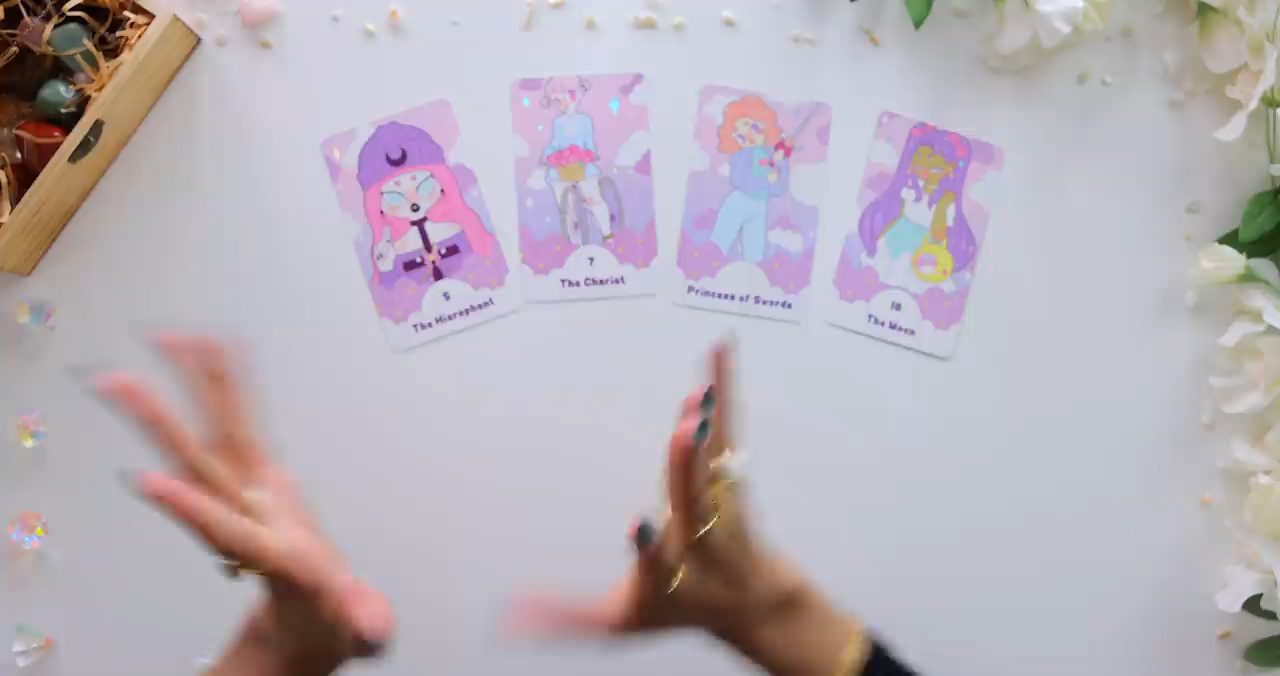 5
The Hierophant
7
The Chariot
Princess of Swords
18
The Moon